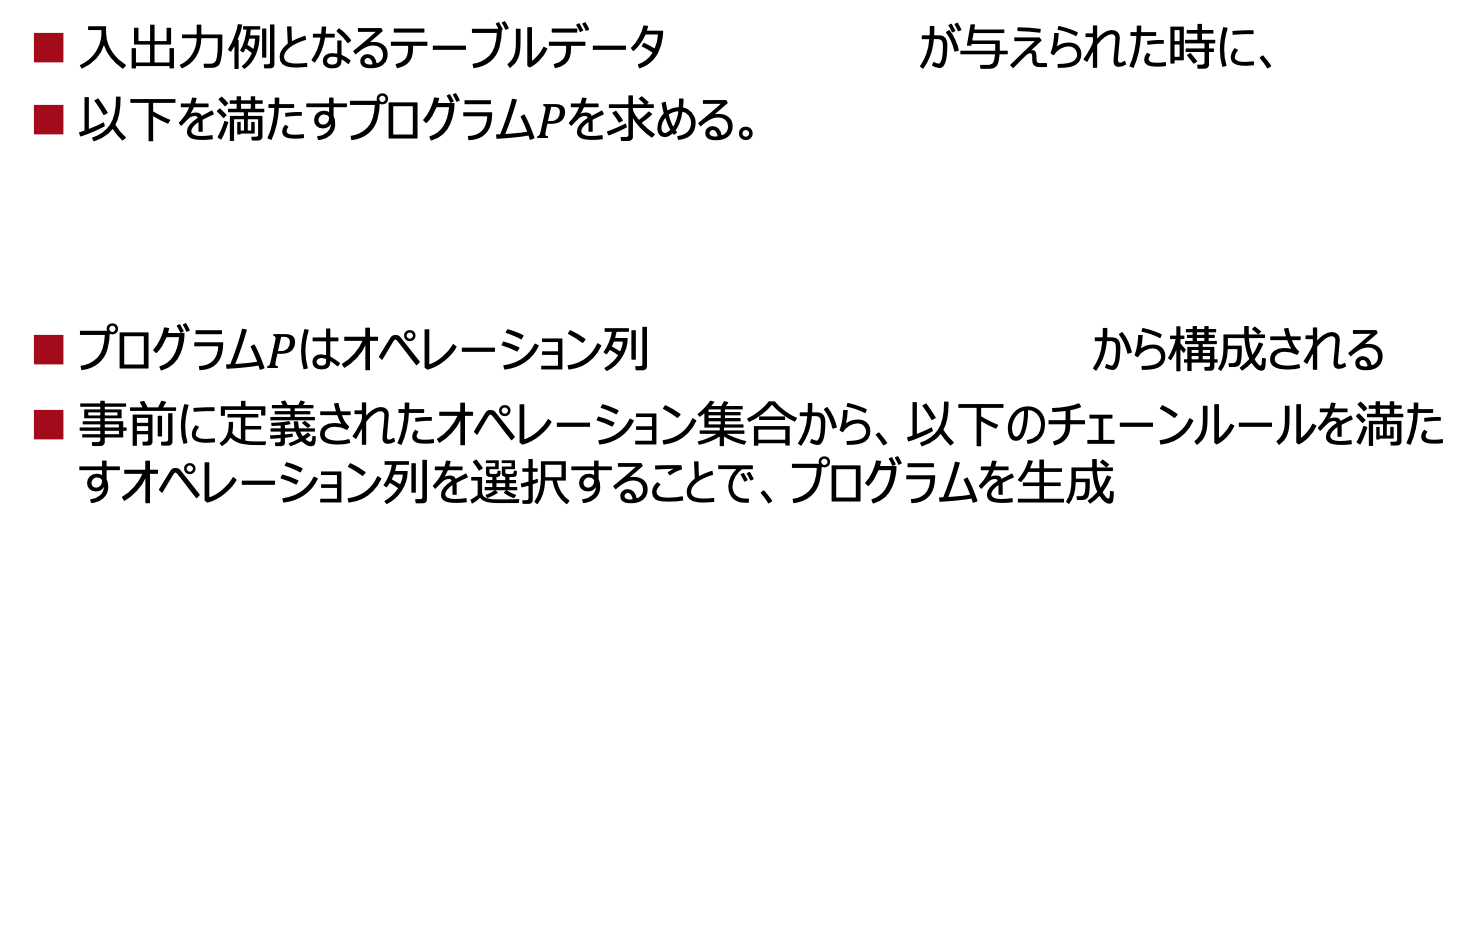 ■ 入出力例となるテーブルデータ が与えられた時に、
■ 以下を満たすプログラムPを求める。
■ プログラムPはオペレーション列 から構成される
■ 事前に定義されたオペレーション集合から、以下のチェーンルールを満た
すオペレーション列を選択することで、プログラムを生成